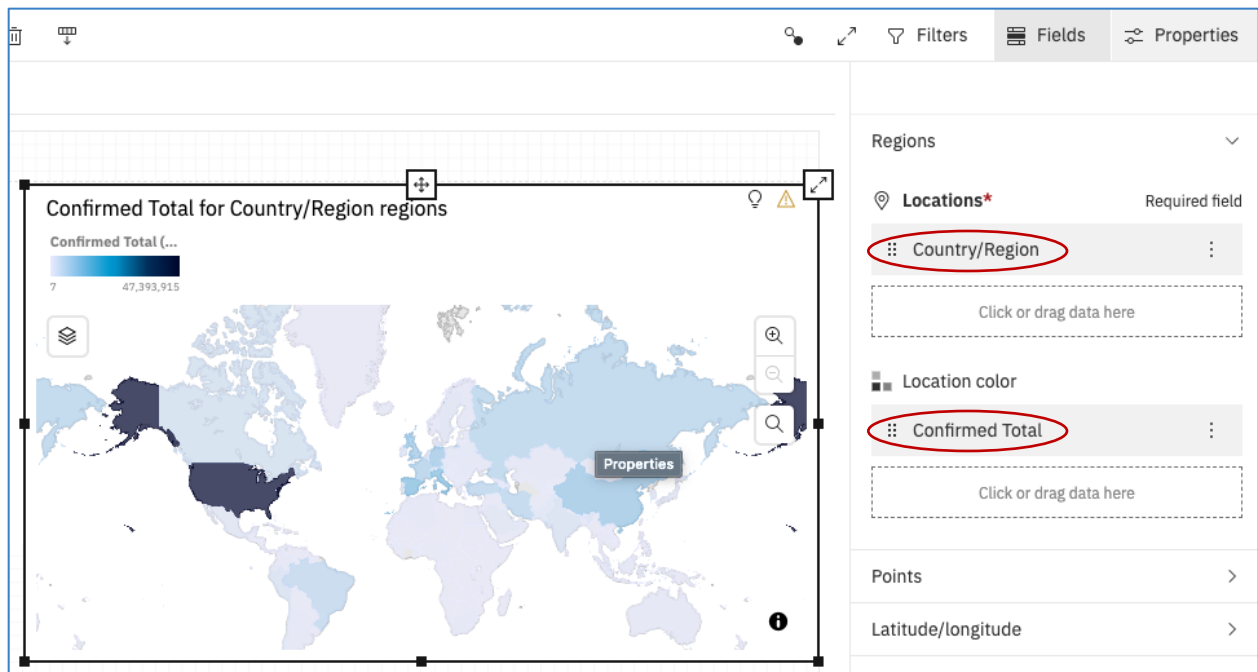 Filters
Fields
Properties
Confirmed Total for Country/Region regions
Confirmed Total (...
7 47,393,915
Properties
Regions
Locations* Required field
Country/Region
Click or drag data here
Location color
Confirmed Total
Click or drag data here
Points
Latitude/longitude